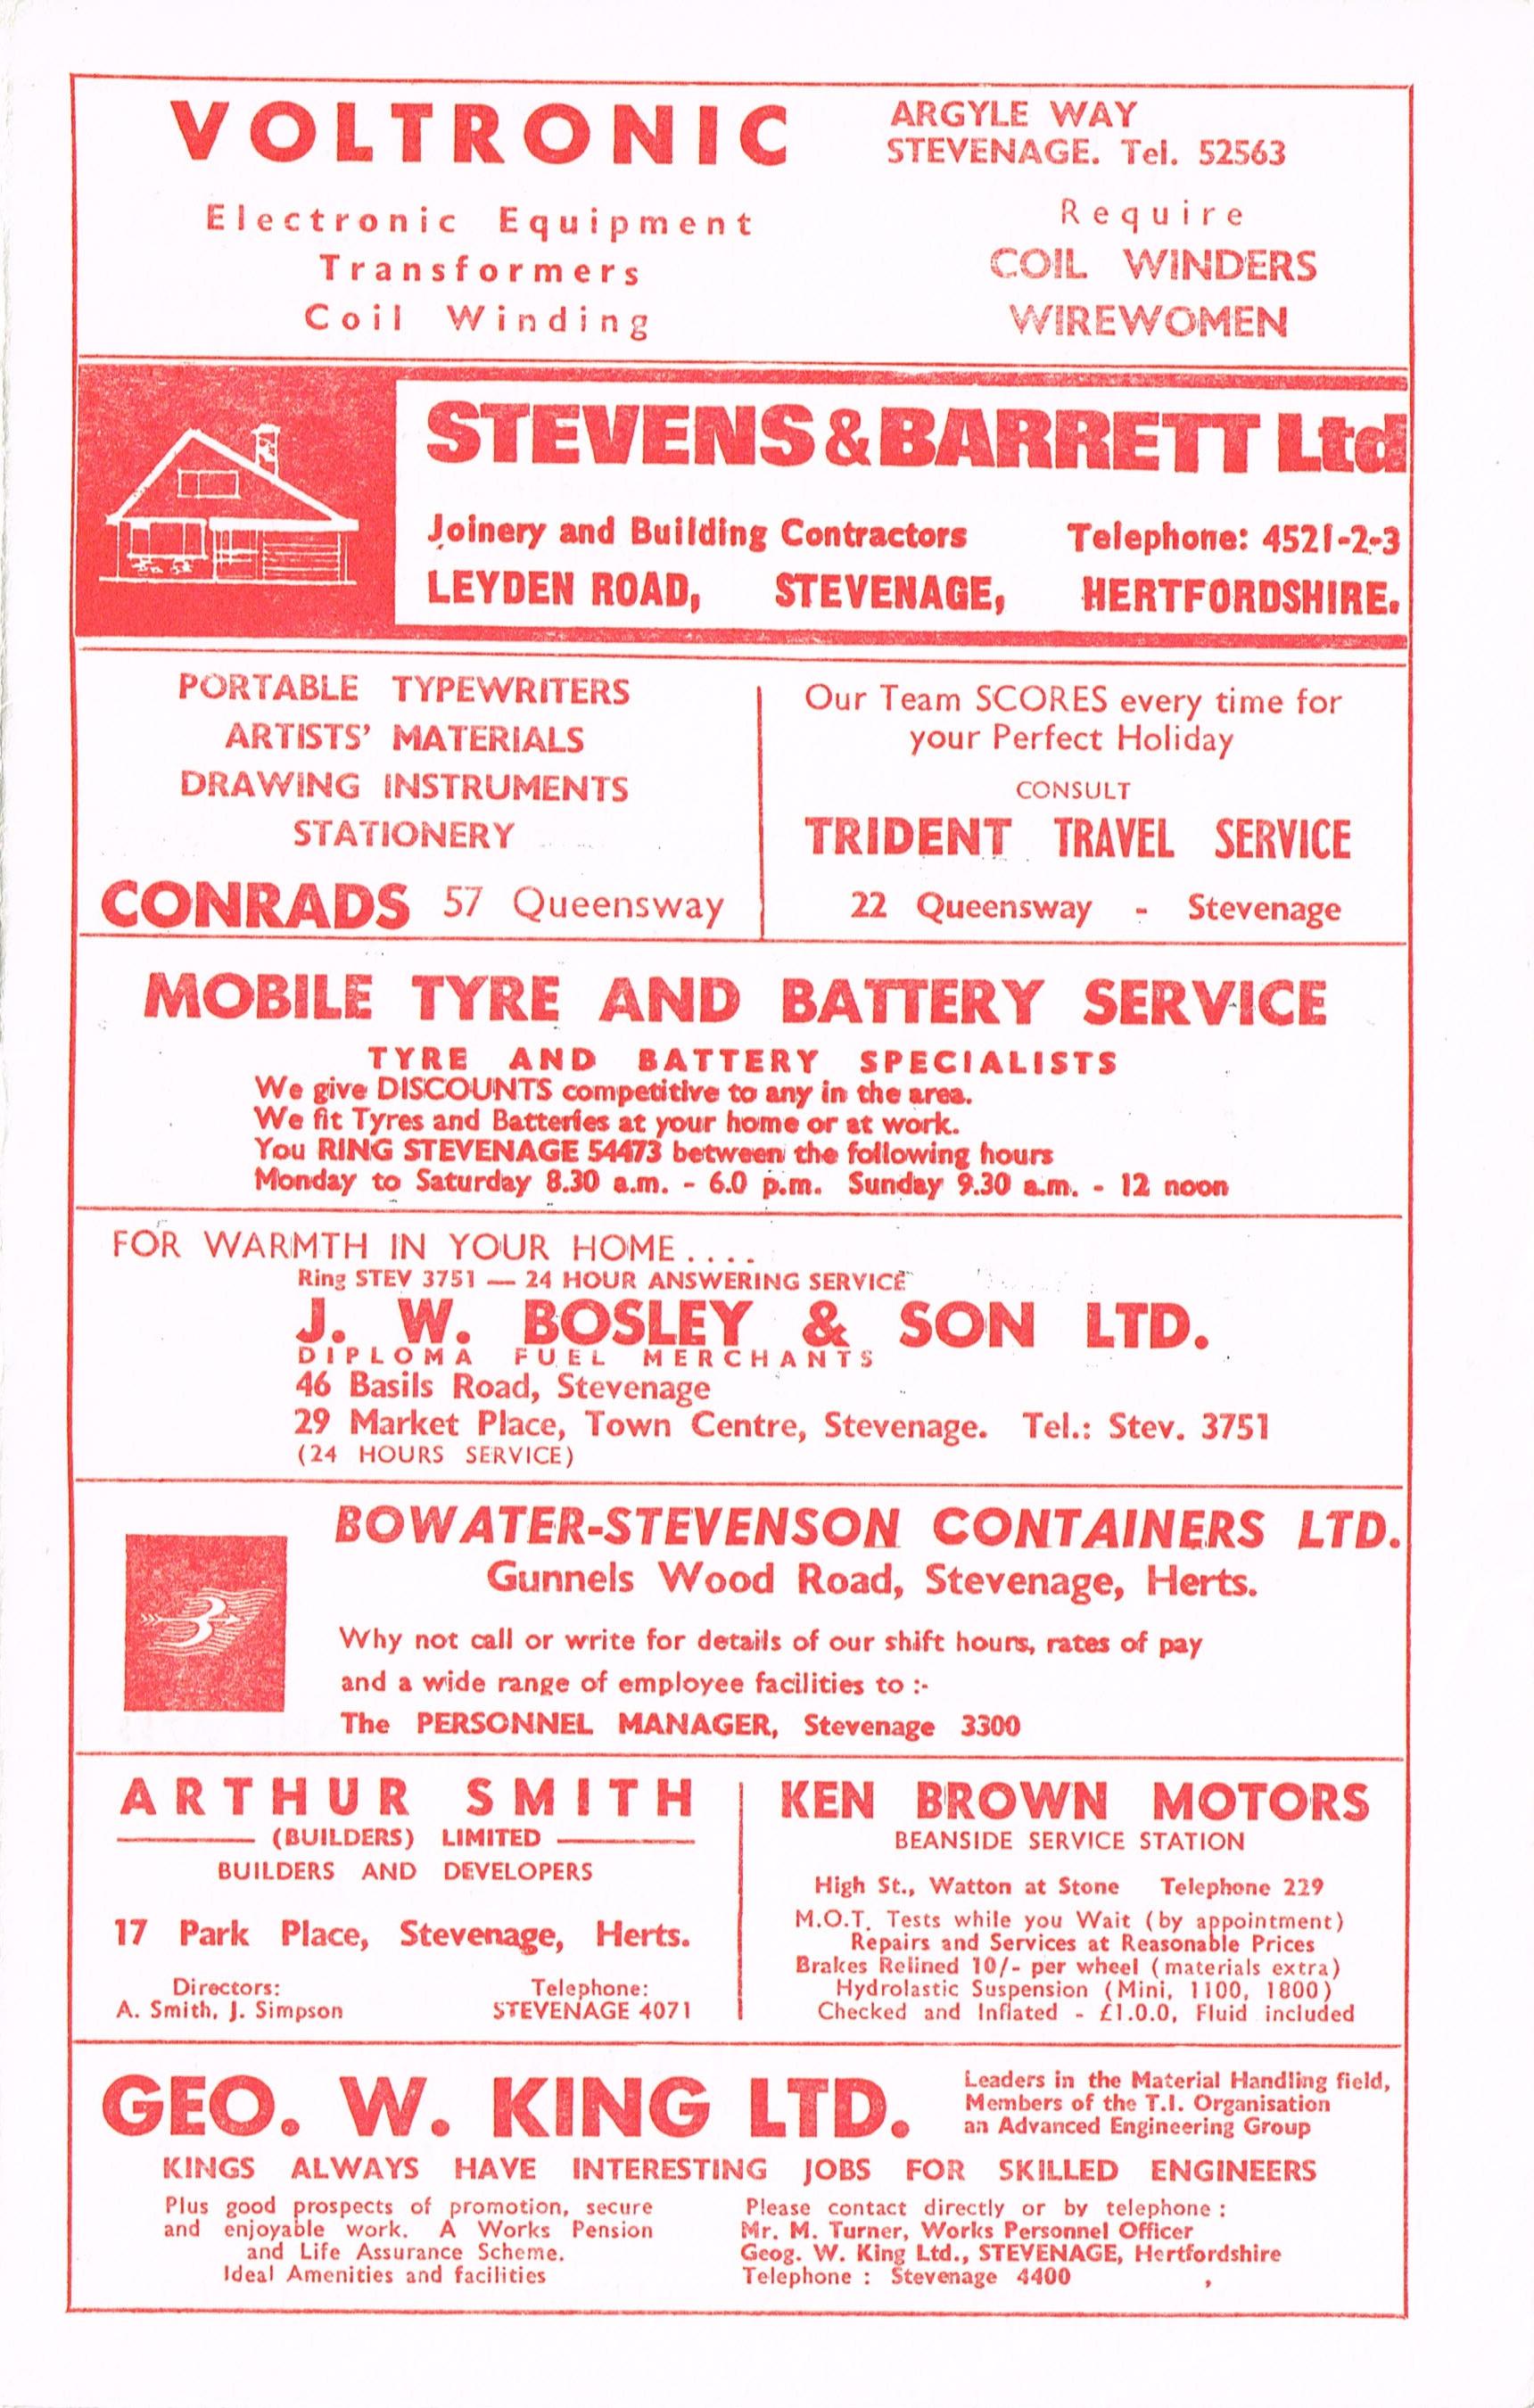 VOLTRONIC
Electronic Equipment
Transformers
Coil Winding
ARGYLE WAY
STEVENAGE. Tel. 52563
Require
COIL WINDERS
WIREWOMEN
STEVENS & BARRETT Ltd
Joinery and Building Contractors Telephone: 4521-2-3
LEYDEN ROAD, STEVENAGE, HERTFORDSHIRE.
PORTABLE TYPEWRITERS
ARTISTS' MATERIALS
DRAWING INSTRUMENTS
STATIONERY
CONRADS 57 Queensway
Our Team SCORES every time for
your Perfect Holiday
CONSULT
TRIDENT TRAVEL SERVICE
22 Queensway - Stevenage
MOBILE TYRE AND BATTERY SERVICE
TYRE AND BATTERY SPECIALISTS
We give DISCOUNTS competitive to any in the area.
We fit Tyres and Batteries at your home or at work.
You RING STEVENAGE 54473 between the following hours
Monday to Saturday 8.30 a.m. - 6.0 p.m. Sunday 9.30 a.m. - 12 noon
FOR WARMTH IN YOUR HOME....
Ring STEV 3751 — 24 HOUR ANSWERING SERVICE
J. W. BOSLEY & SON LTD.
DIPLOMA FUEL MERCHANTS
46 Basils Road, Stevenage
29 Market Place, Town Centre, Stevenage. Tel.: Stev. 3751
(24 HOURS SERVICE)
BOWATER-STEVENSON CONTAINERS LTD.
Gunnels Wood Road, Stevenage, Herts.
Why not call or write for details of our shift hours, rates of pay
and a wide range of employee facilities to :-
The PERSONNEL MANAGER, Stevenage 3300
ARTHUR SMITH
(BUILDERS) LIMITED
BUILDERS AND DEVELOPERS
17 Park Place, Stevenage, Herts.
Directors: Telephone:
A. Smith, J. Simpson STEVENAGE 4071
KEN BROWN MOTORS
BEANSIDE SERVICE STATION
High St., Watton at Stone Telephone 229
M.O.T. Tests while you Wait (by appointment)
Repairs and Services at Reasonable Prices
Brakes Relined 10/- per wheel (materials extra)
Hydrolastic Suspension (Mini, 1100, 1800)
Checked and Inflated - £1.0.0, Fluid included
GEO. W. KING LTD.
Leaders in the Material Handling field,
Members of the T.I. Organisation
an Advanced Engineering Group
KINGS ALWAYS HAVE INTERESTING JOBS FOR SKILLED ENGINEERS
Plus good prospects of promotion, secure
and enjoyable work. A Works Pension
and Life Assurance Scheme.
Ideal Amenities and facilities
Please contact directly or by telephone :
Mr. M. Turner, Works Personnel Officer
Geog. W. King Ltd., STEVENAGE, Hertfordshire
Telephone : Stevenage 4400